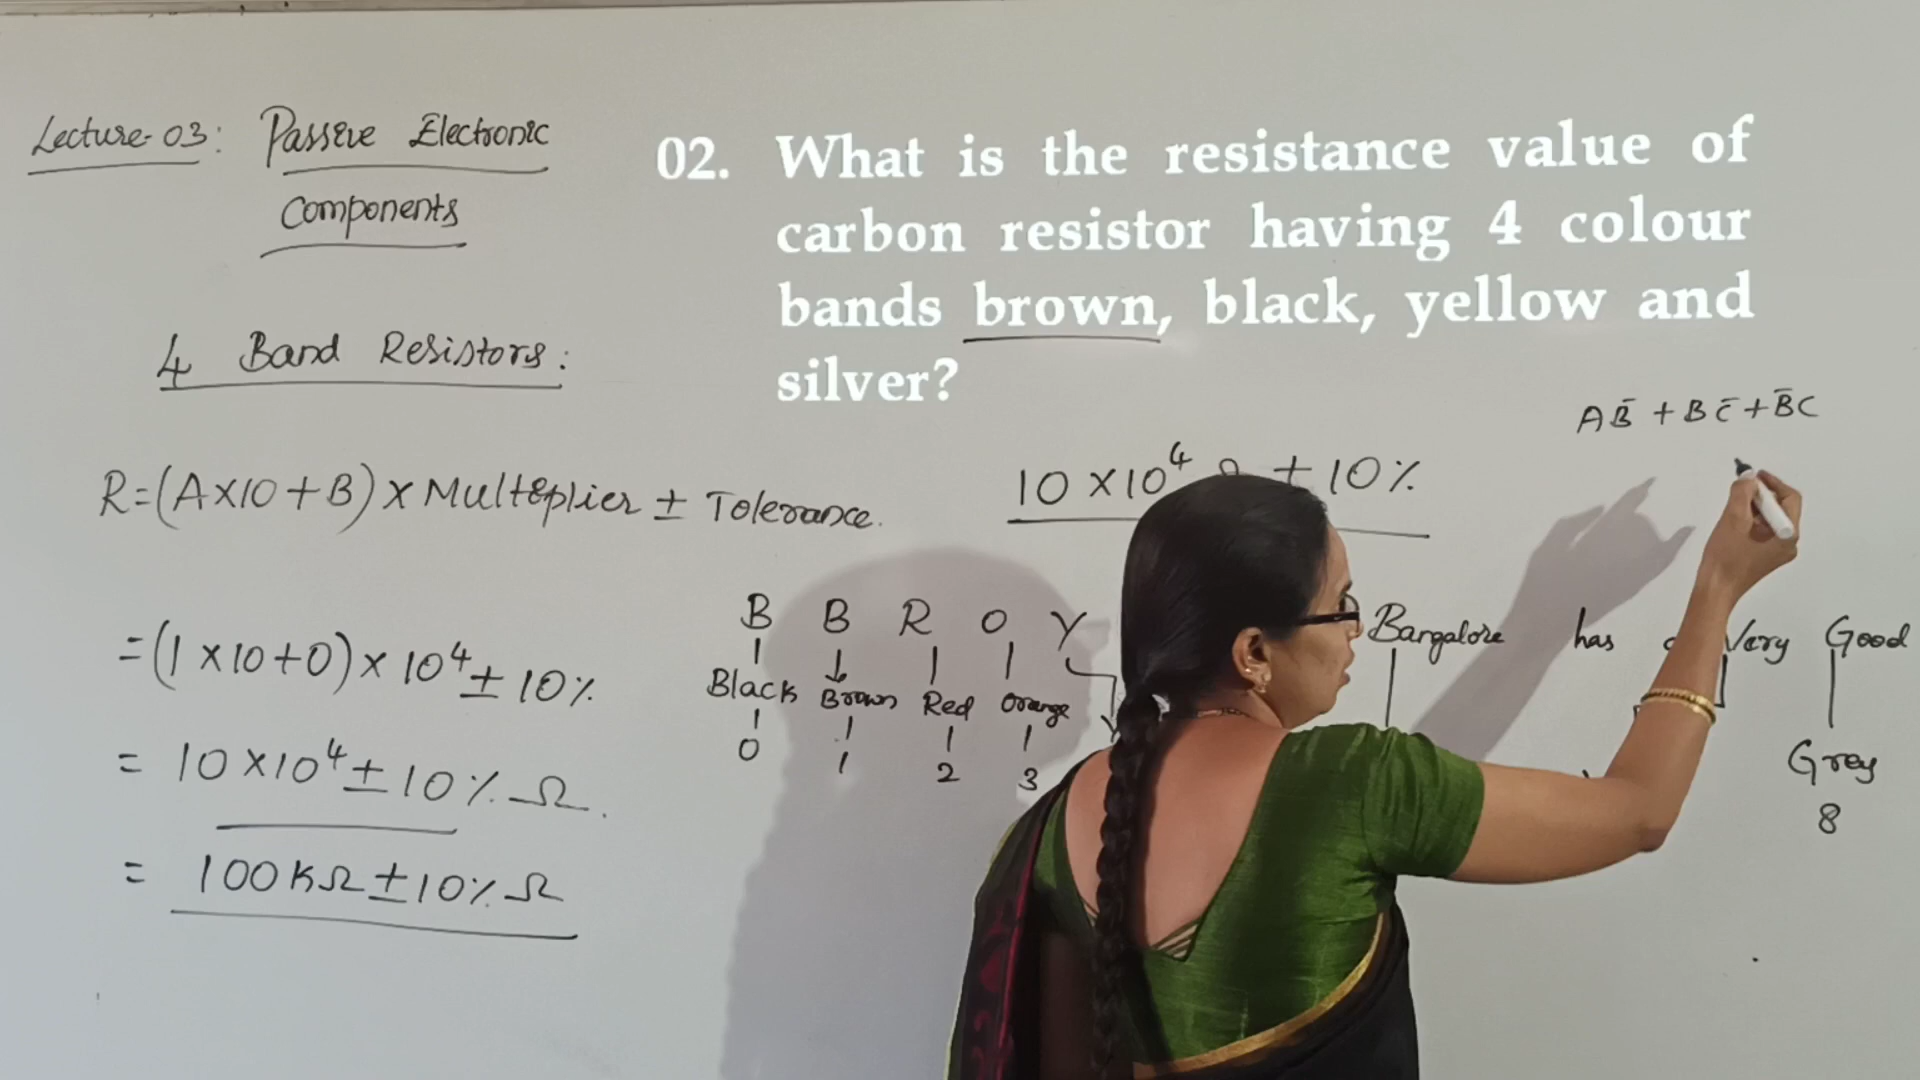 Lecture-03: Passive Electronic
Components
02. What is the resistance value of
carbon resistor having 4 colour
bands brown, black, yellow and
silver?
4 Band Resistors:
AB̄ + BC̄ + B̄C
R=(A×10+B)× Multiplier ± Tolerance.
10 ×10⁴ ± 10%
B B R O Y
Bangalore has Very Good
Black Brown Red Orange
0 1 2 3
Grey
8
=(1 ×10+0)× 10⁴ ± 10%
= 10 ×10⁴ ± 10% Ω.
= 100KΩ ± 10% Ω